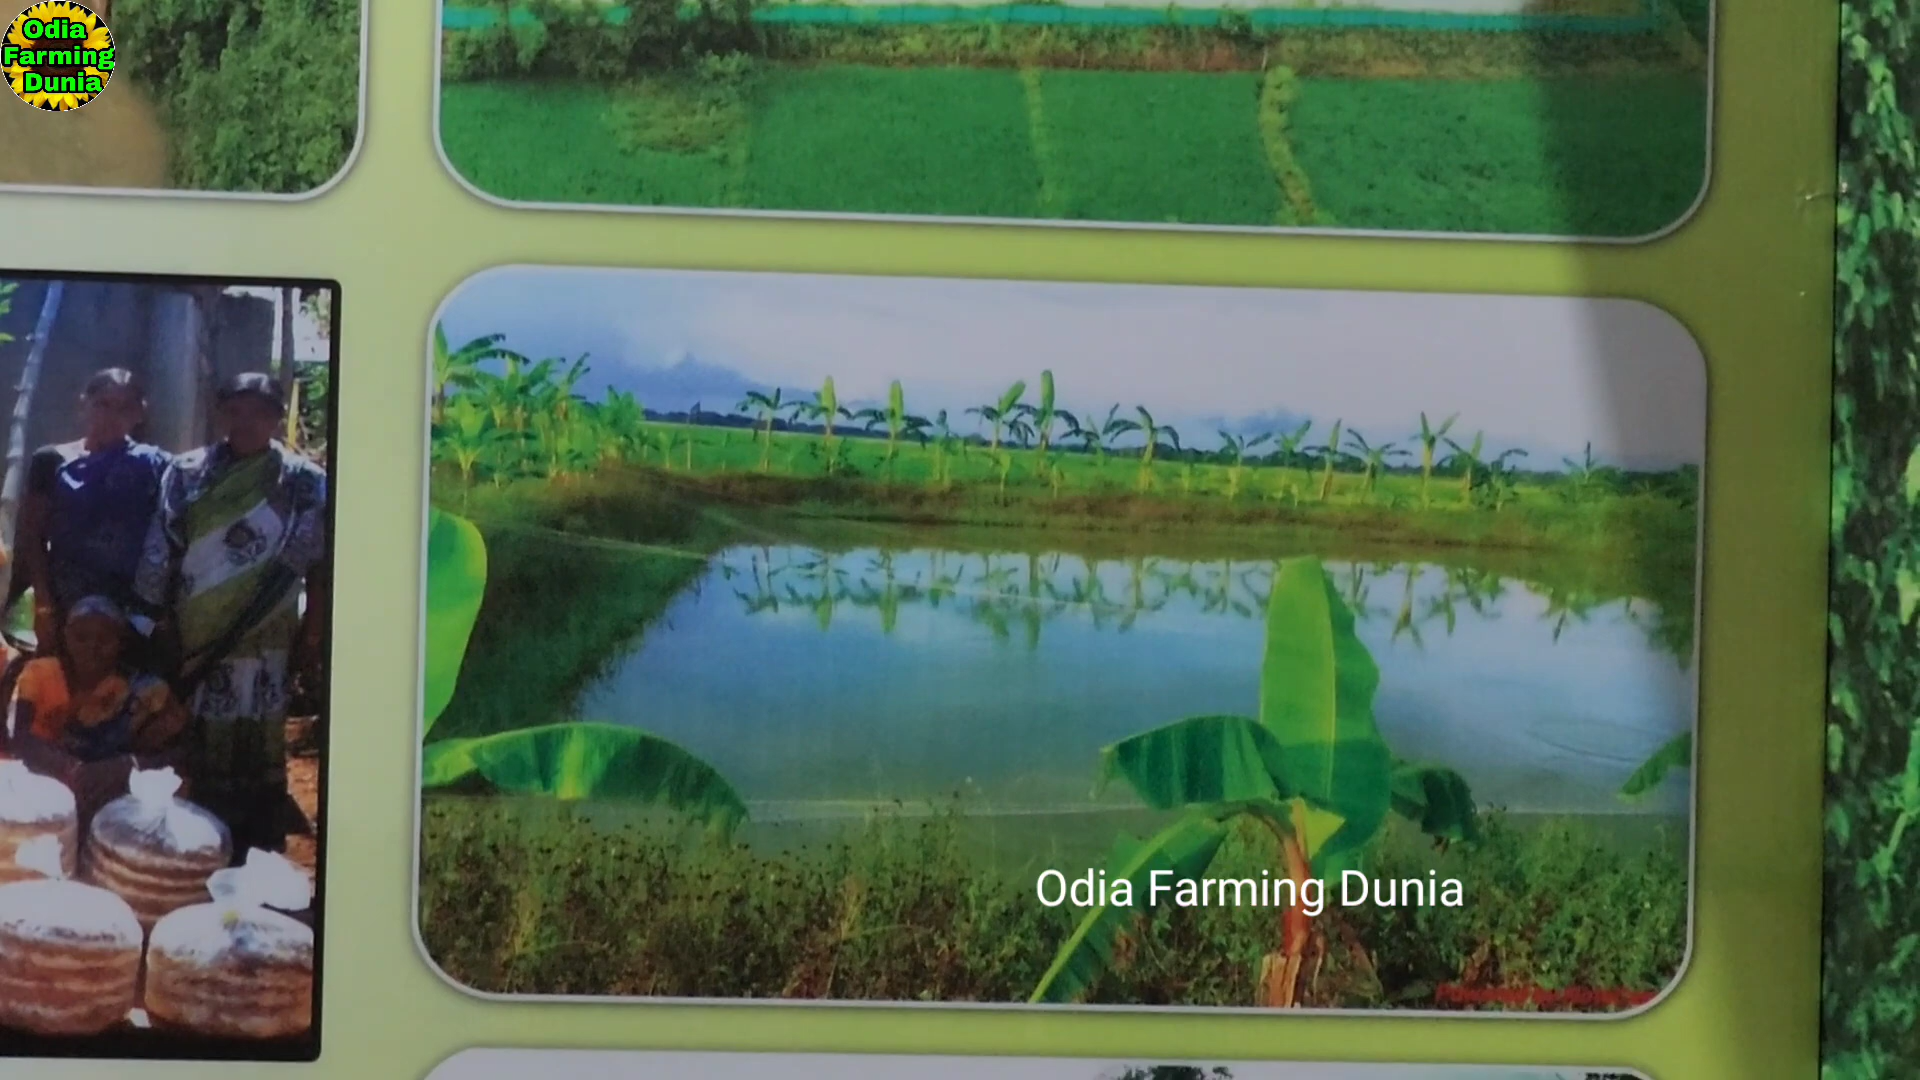 Odia
Farming
Dunia
Odia Farming Dunia